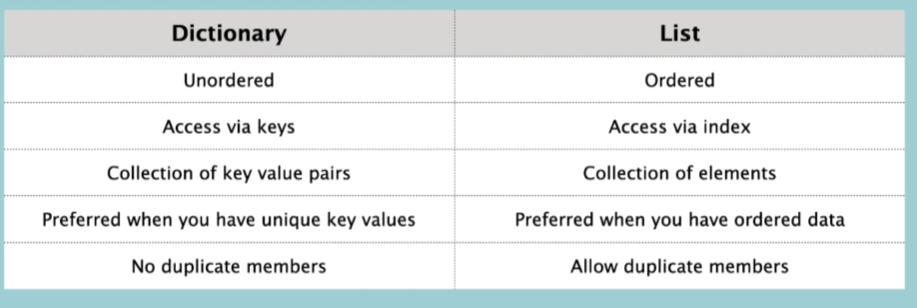 Dictionary List
Unordered Ordered
Access via keys Access via index
Collection of key value pairs Collection of elements
Preferred when you have unique key values Preferred when you have ordered data
No duplicate members Allow duplicate members